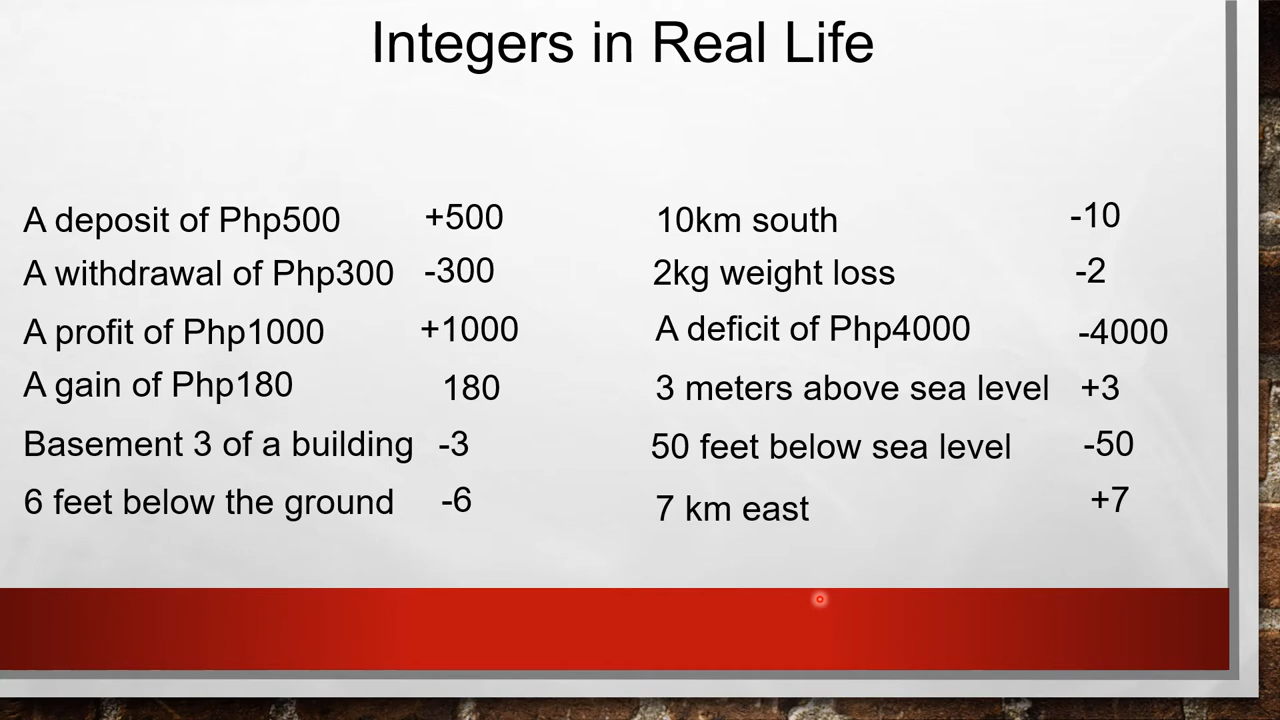 Integers in Real Life
A deposit of Php500 +500
A withdrawal of Php300 -300
A profit of Php1000 +1000
A gain of Php180 180
Basement 3 of a building -3
6 feet below the ground -6
10km south -10
2kg weight loss -2
A deficit of Php4000 -4000
3 meters above sea level +3
50 feet below sea level -50
7 km east +7